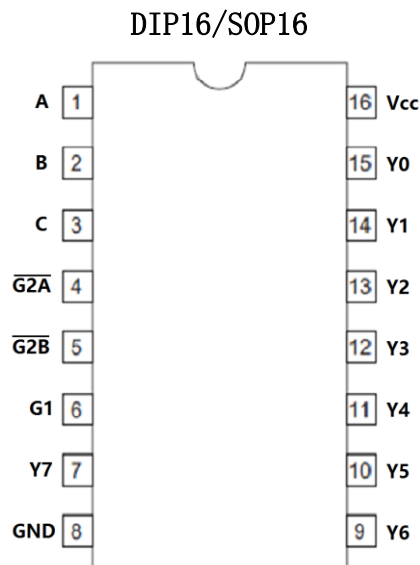 DIP16/SOP16
A 1 16 Vcc
B 2 15 Y0
C 3 14 Y1
G2A 4 13 Y2
G2B 5 12 Y3
G1 6 11 Y4
Y7 7 10 Y5
GND 8 9 Y6